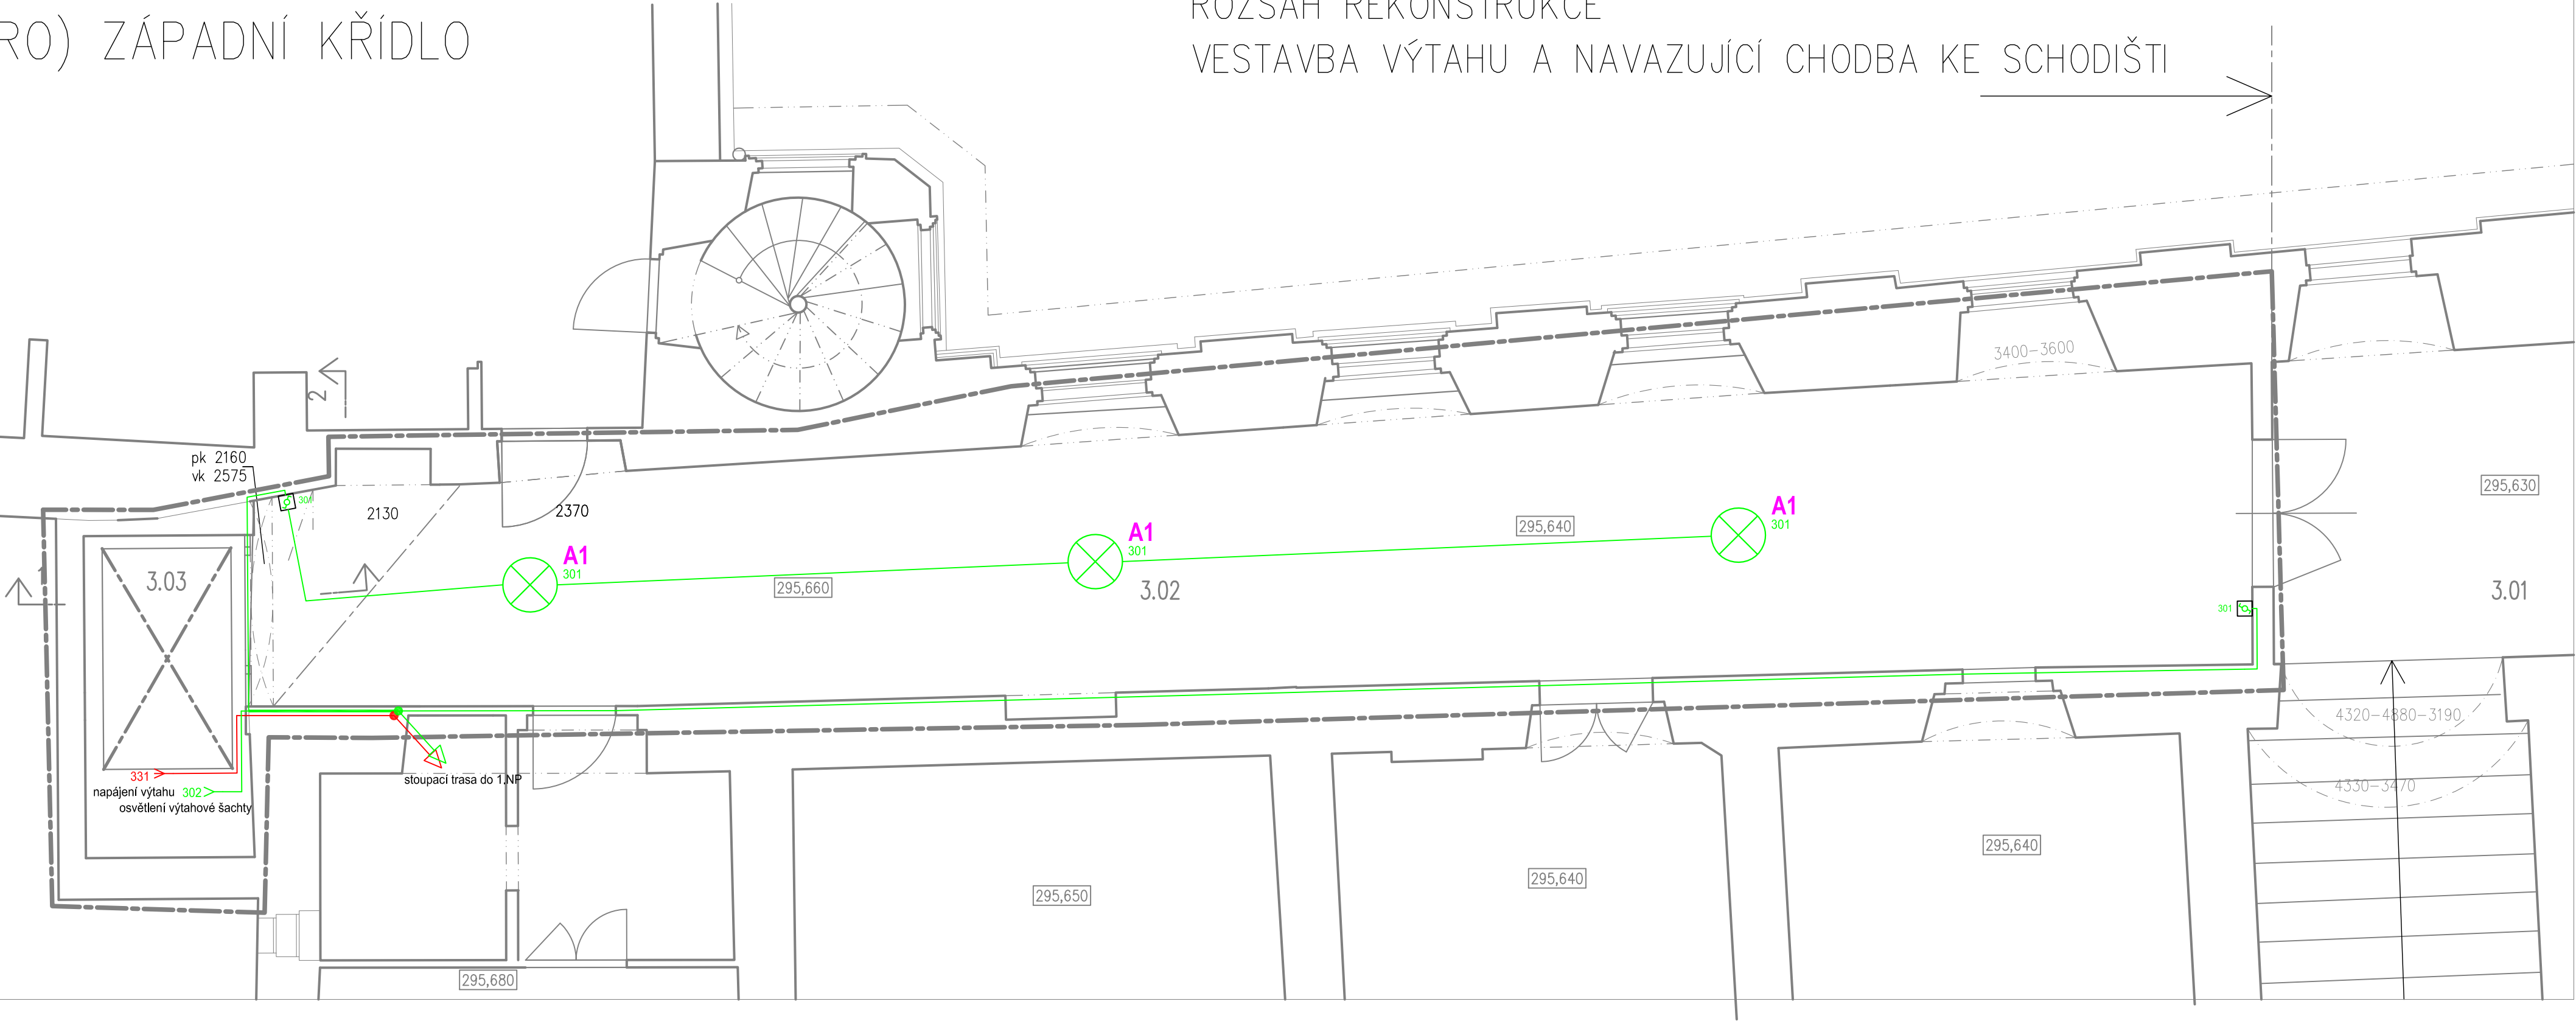 RO) ZÁPADNÍ KŘÍDLO
ROZSAH REKONSTRUKCE
VESTAVBA VÝTAHU A NAVAZUJÍCÍ CHODBA KE SCHODIŠTI
3400-3600
2
pk 2160
vk 2575
301
2130
2370
A1
301
A1
301
A1
301
295,640
295,630
3.03
295,660
3.02
3.01
301
4320-4880-3190
4330-3470
331
napájení výtahu
302
osvětlení výtahové šachty
stoupací trasa do 1.NP
295,640
295,640
295,650
295,680